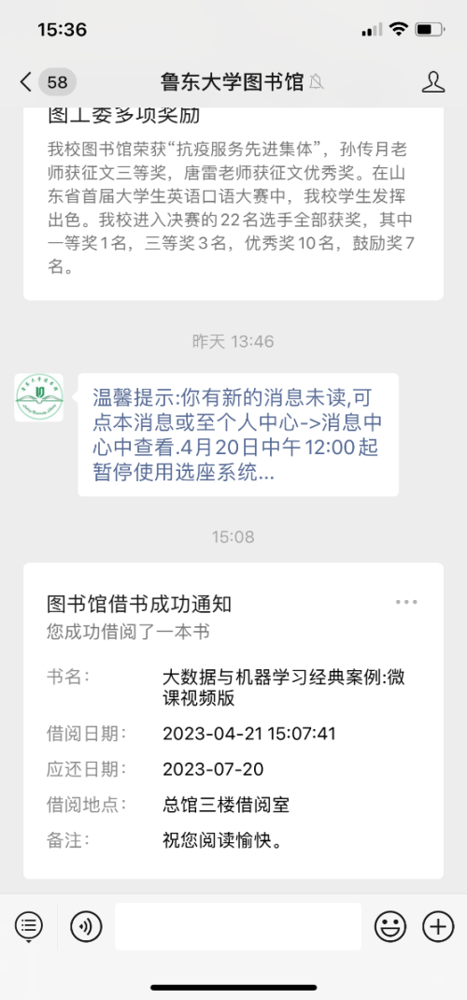 15:36
58
鲁东大学图书馆
图工委多项奖励
我校图书馆荣获“抗疫服务先进集体”，孙传月老
师获征文三等奖，唐雷老师获征文优秀奖。在山
东省首届大学生英语口语大赛中，我校学生发挥
出色。我校进入决赛的22名选手全部获奖，其中
一等奖1名，三等奖3名，优秀奖10名，鼓励奖7
名。
昨天 13:46
温馨提示:你有新的消息未读,可
点本消息或至个人中心->消息中
心中查看.4月20日中午12:00起
暂停使用选座系统...
15:08
图书馆借书成功通知
您成功借阅了一本书
书名： 大数据与机器学习经典案例:微
课视频版
借阅日期： 2023-04-21 15:07:41
应还日期： 2023-07-20
借阅地点： 总馆三楼借阅室
备注： 祝您阅读愉快。